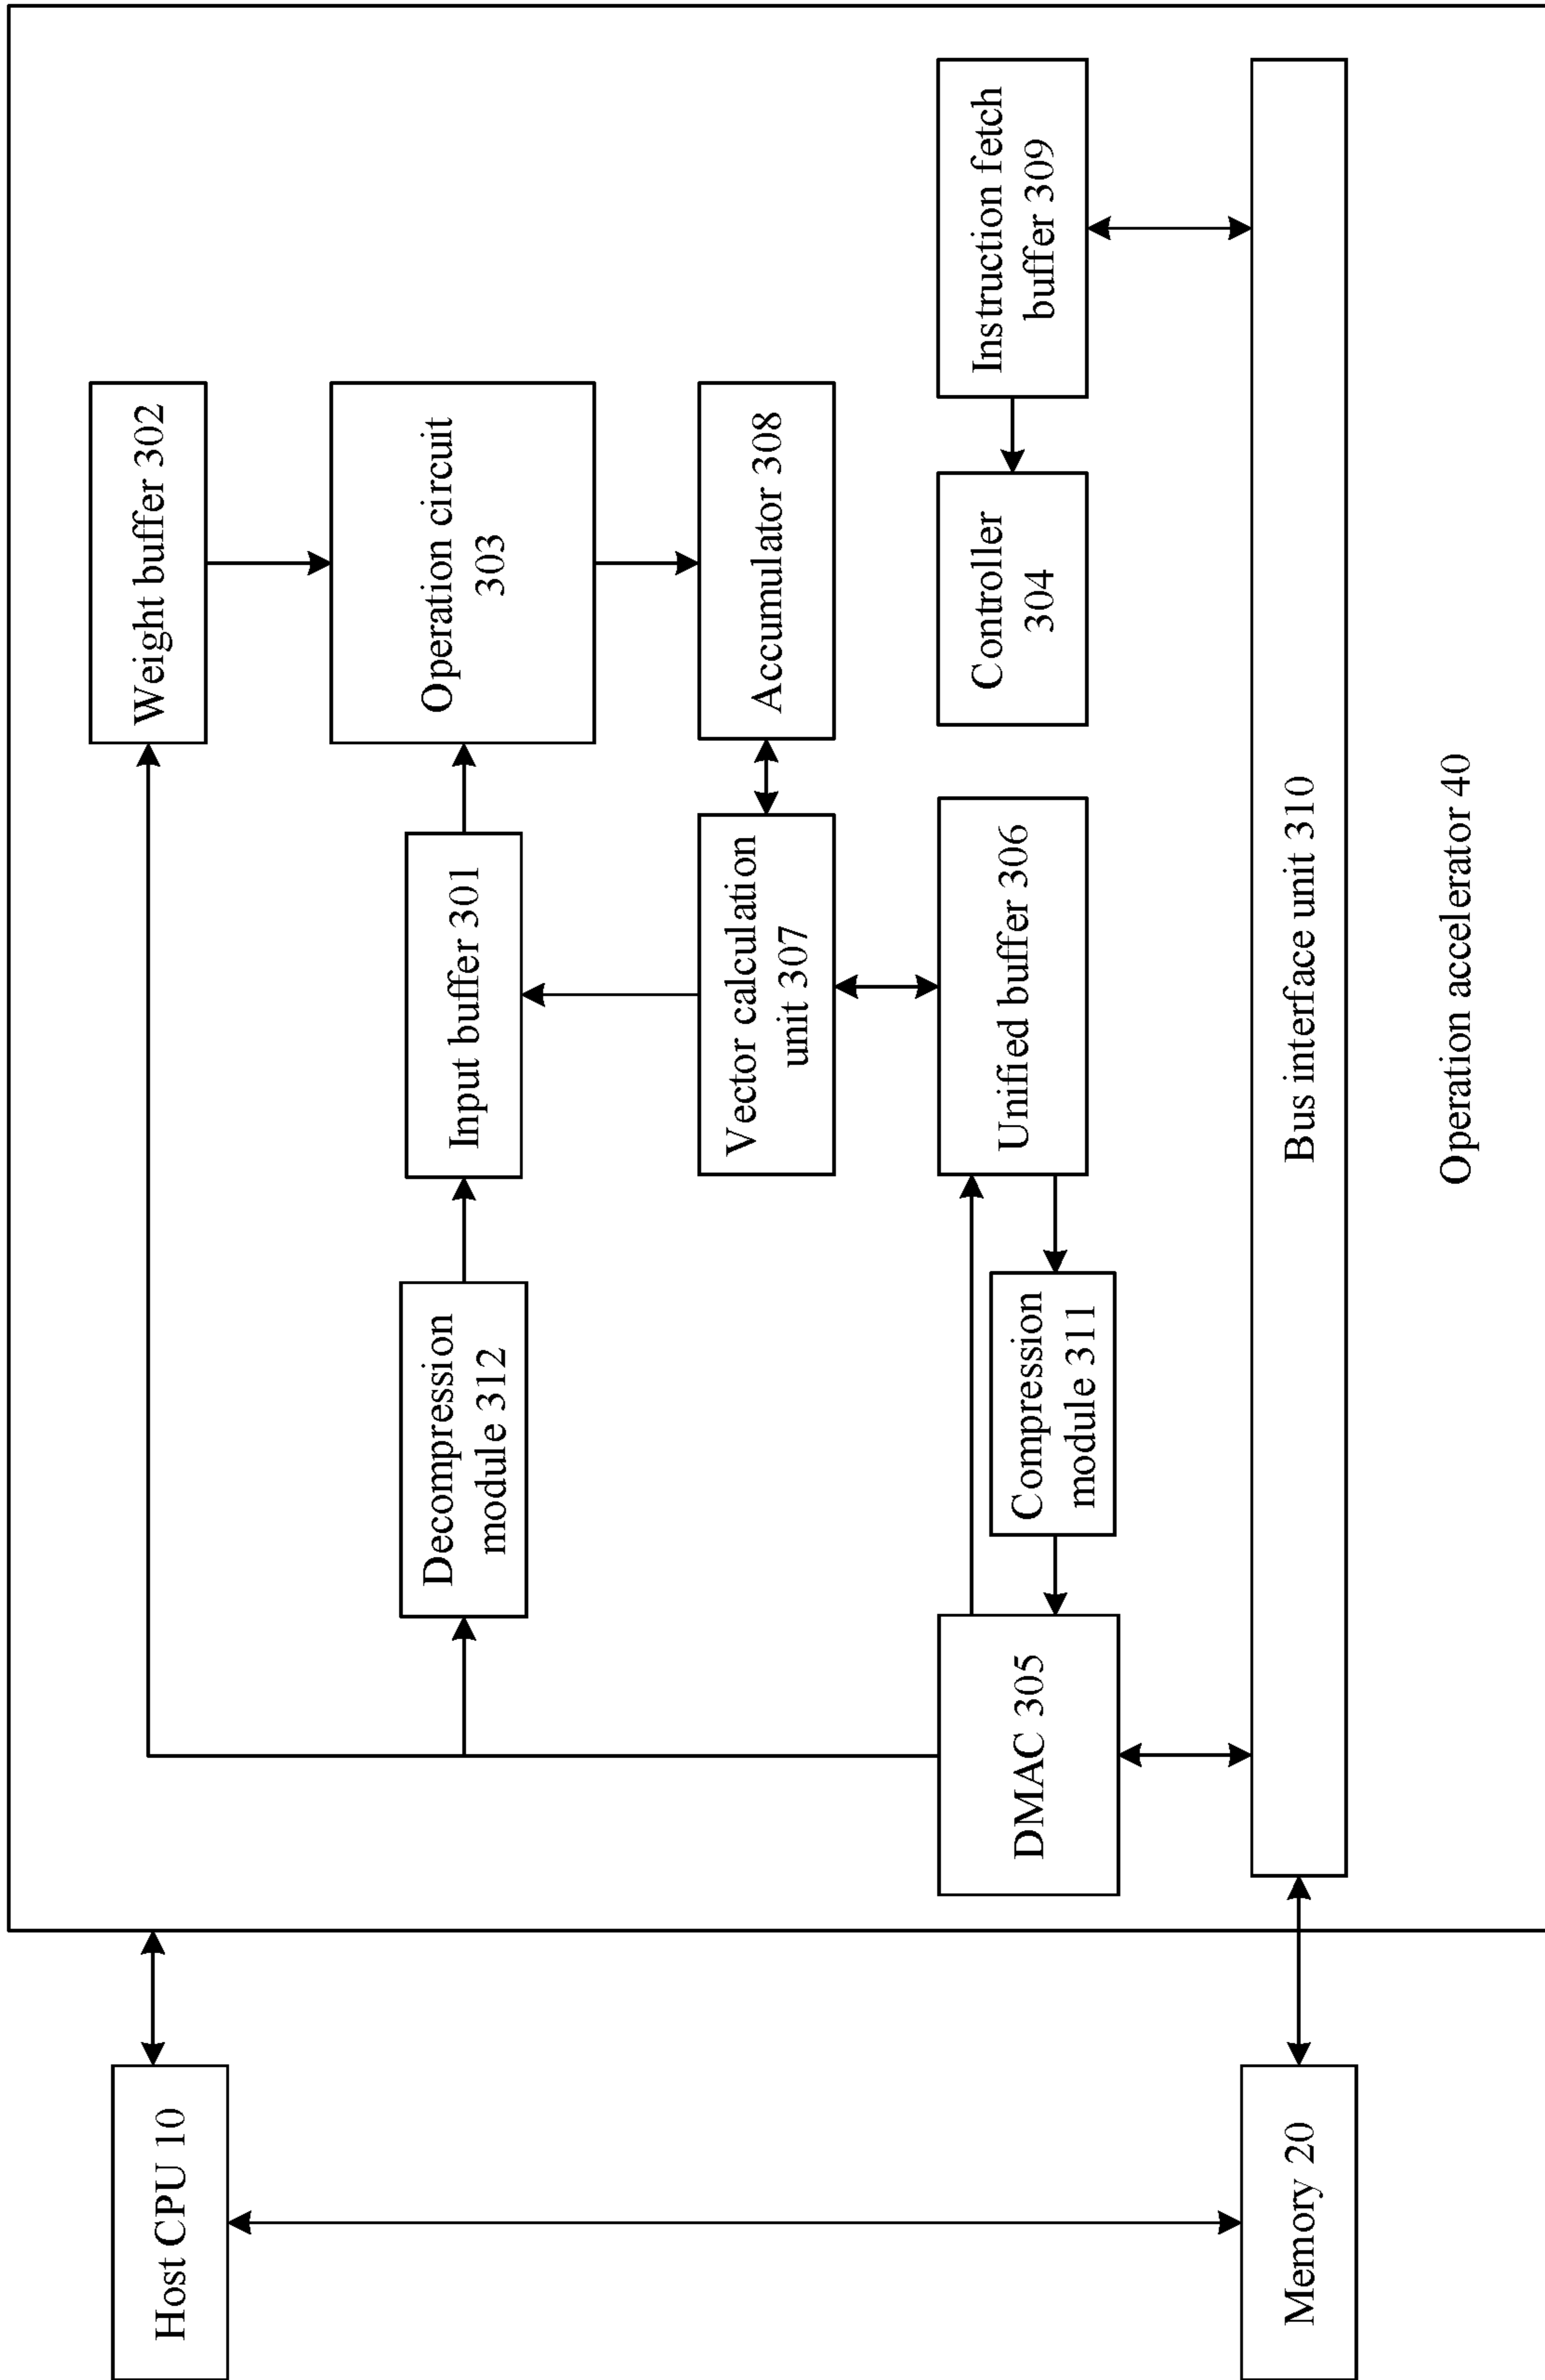 Host CPU 10
Memory 20
Weight buffer 302
Decompression
module 312
Input buffer 301
Operation circuit
303
Vector calculation
unit 307
Accumulator 308
DMAC 305
Compression
module 311
Unified buffer 306
Controller
304
Instruction fetch
buffer 309
Bus interface unit 310
Operation accelerator 40